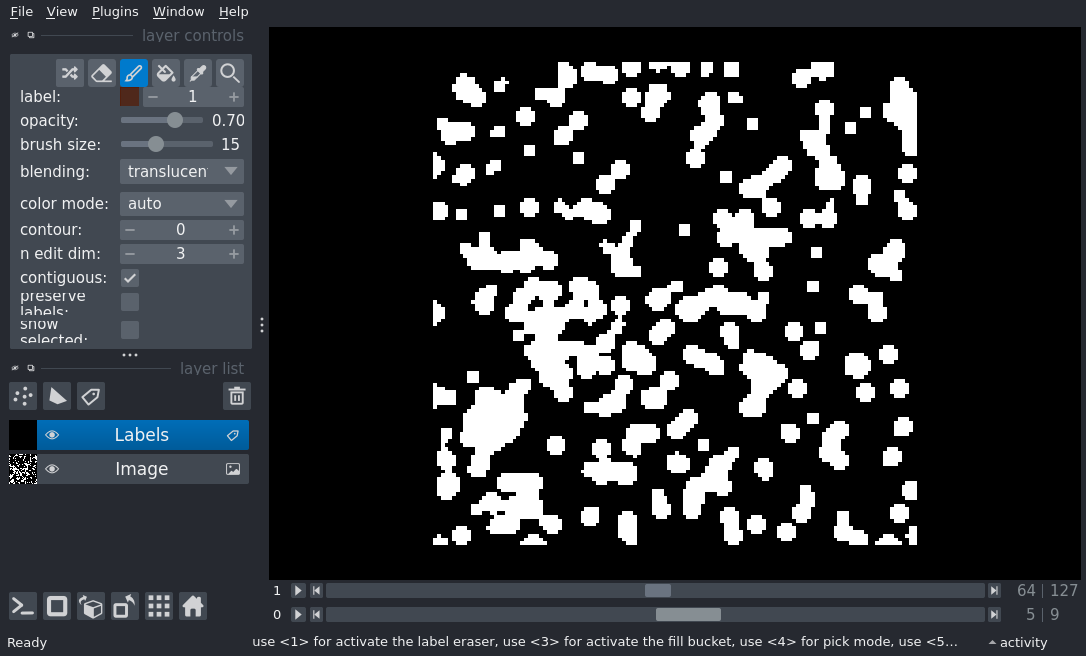 File View Plugins Window Help
layer controls
label: 1
opacity: 0.70
brush size: 15
blending: translucen
color mode: auto
contour: 0
n edit dim: 3
contiguous:
preserve
labels:
show
selected:
layer list
Labels
Image
1 64 127
0 5 9
Ready use <1> for activate the label eraser, use <3> for activate the fill bucket, use <4> for pick mode, use <5... activity